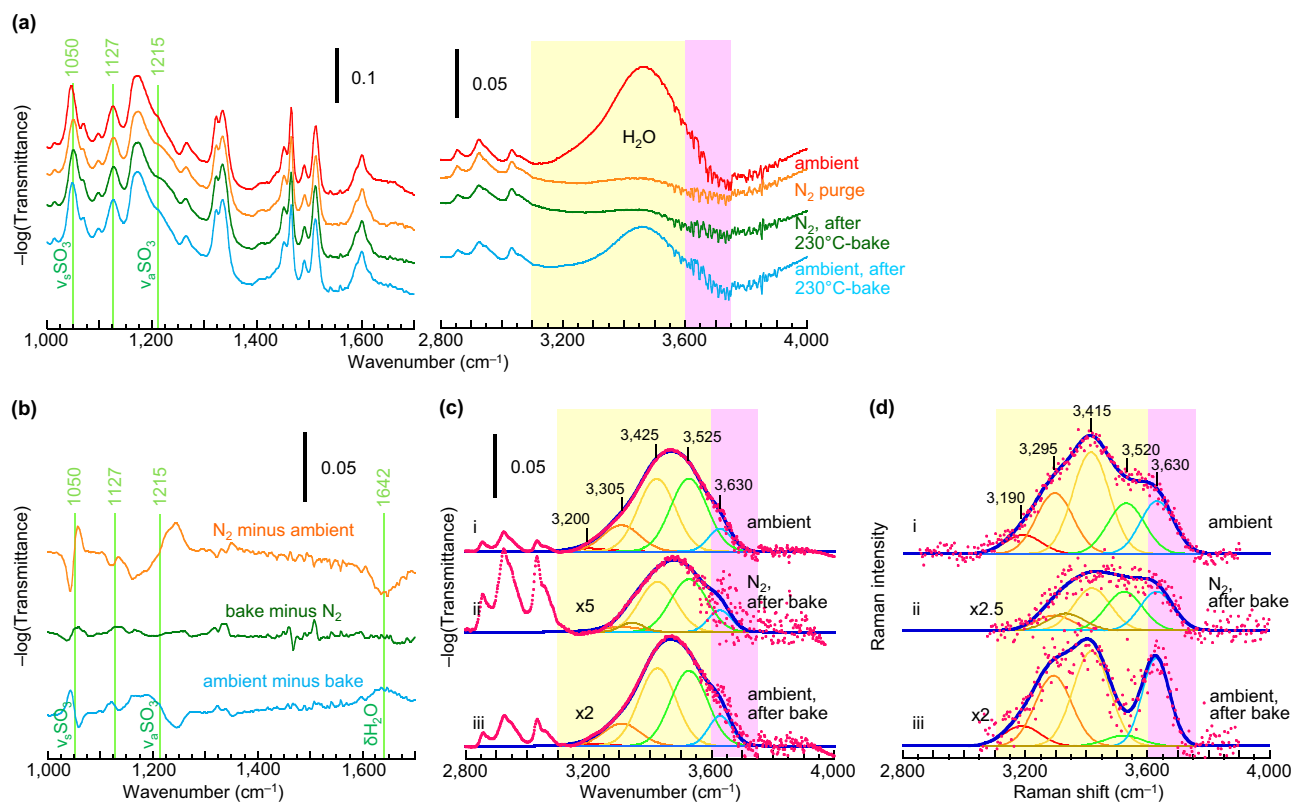 (a)
1050
1127
1215
0.1
0.05
H₂O
ambient
N₂ purge
N₂, after
230°C-bake
ambient, after
230°C-bake
νₛSO₃
νₐSO₃
–log(Transmittance)
1,000
1,200
1,400
1,600
2,800
3,200
3,600
4,000
Wavenumber (cm⁻¹)
(b)
1050
1127
1215
1642
0.05
N₂ minus ambient
bake minus N₂
ambient minus bake
νₛSO₃
νₐSO₃
δH₂O
–log(Transmittance)
1,000
1,200
1,400
1,600
Wavenumber (cm⁻¹)
(c)
0.05
3,425
3,525
3,305
3,630
3,200
i
ambient
ii
x5
N₂,
after bake
iii
x2
ambient,
after bake
–log(Transmittance)
2,800
3,200
3,600
4,000
Wavenumber (cm⁻¹)
(d)
3,415
3,295
3,520
3,630
3,190
i
ambient
ii
x2.5
N₂,
after bake
iii
x2
ambient,
after bake
Raman intensity
2,800
3,200
3,600
4,000
Raman shift (cm⁻¹)